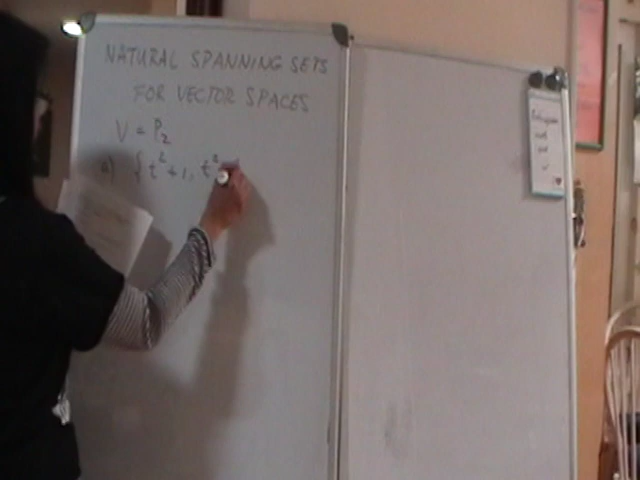 NATURAL SPANNING SETS
FOR VECTOR SPACES
V = P₂
a) { t² + 1, t²